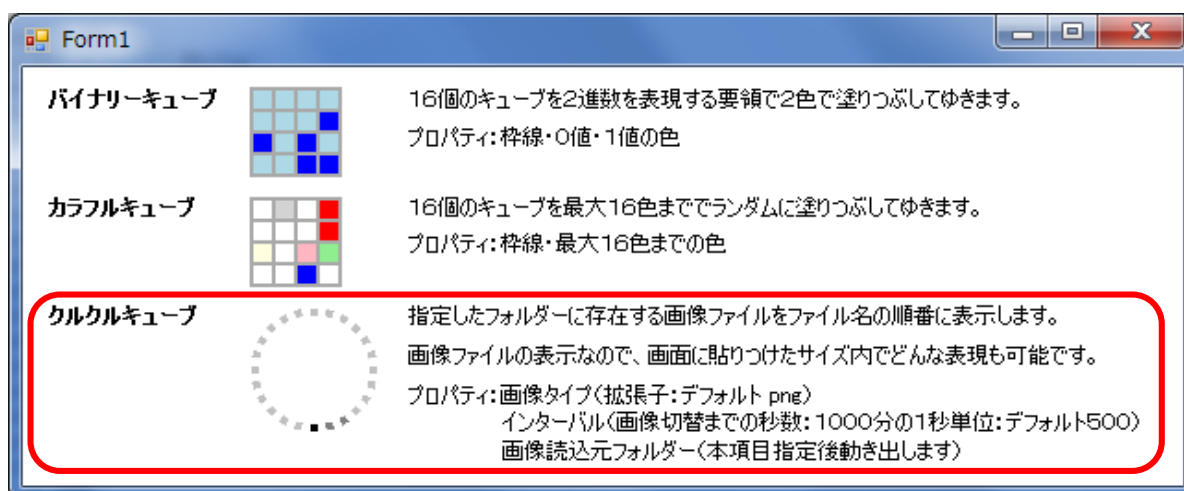 Form1
バイナリーキューブ
16個のキューブを2進数を表現する要領で2色で塗りつぶしてゆきます。
プロパティ:枠線・0値・1値の色
カラフルキューブ
16個のキューブを最大16色まででランダムに塗りつぶしてゆきます。
プロパティ:枠線・最大16色までの色
クルクルキューブ
指定したフォルダーに存在する画像ファイルをファイル名の順番に表示します。
画像ファイルの表示なので、画面に貼りつけたサイズ内でどんな表現も可能です。
プロパティ:画像タイプ(拡張子:デフォルト png)
インターバル(画像切替までの秒数:1000分の1秒単位:デフォルト500)
画像読込元フォルダー(本項目指定後動き出します)